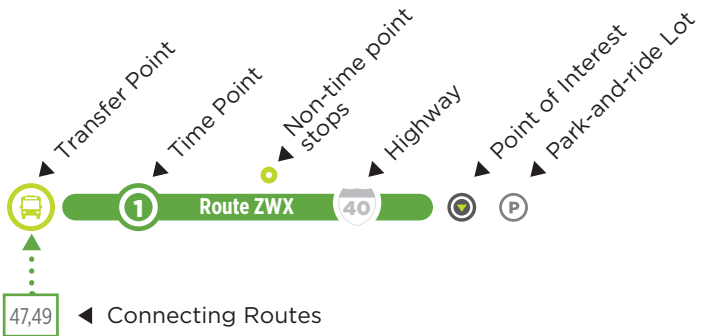 Transfer Point
Time Point
Non-time point
stops
Highway
Point of Interest
Park-and-ride Lot
1
Route ZWX
40
P
47,49
Connecting Routes